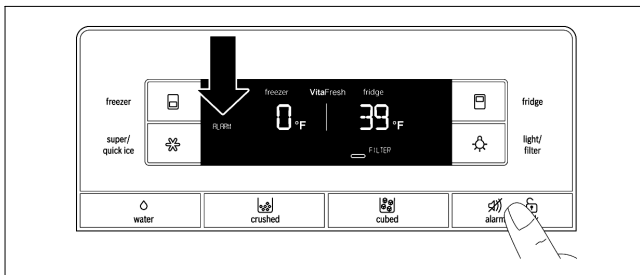 freezer VitaFresh fridge
freezer
ALARM 0 °F 39 °F
fridge
super/
quick ice
FILTER
light/
filter
water crushed cubed alarm